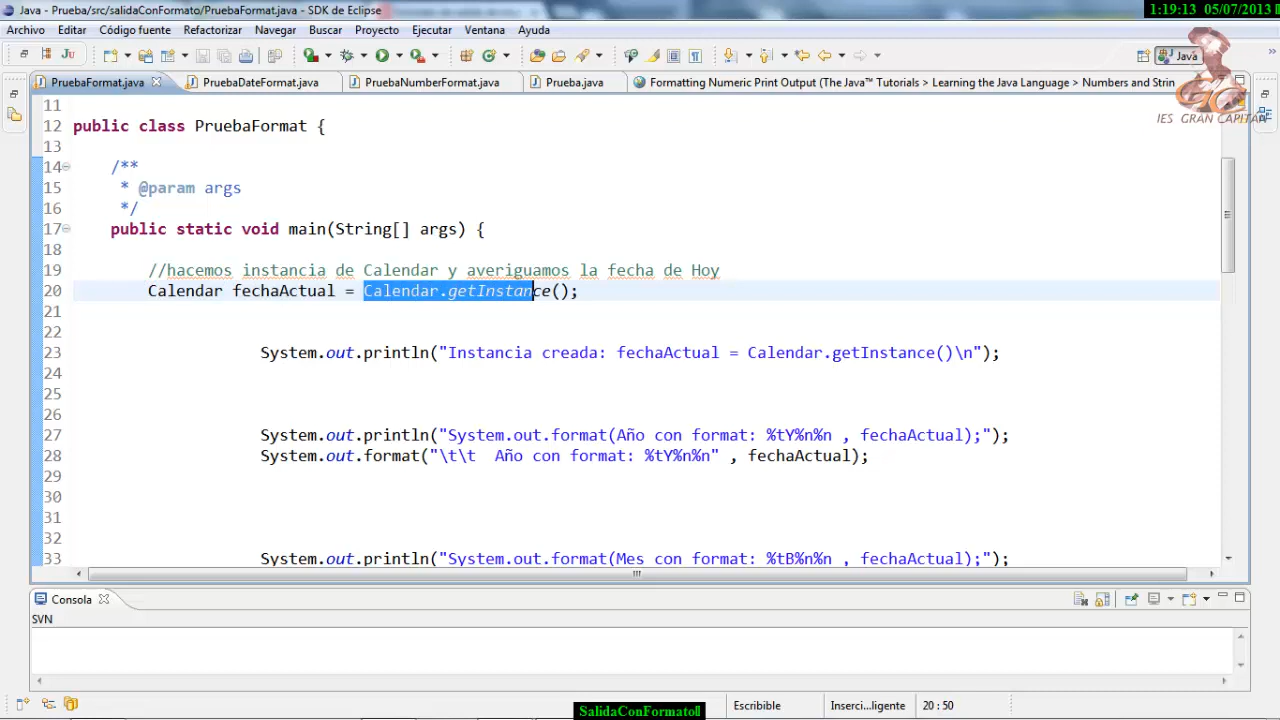 Java - Prueba/src/salidaConFormato/PruebaFormat.java - SDK de Eclipse
1:19:13 05/07/2013
Archivo Editar Código fuente Refactorizar Navegar Buscar Proyecto Ejecutar Ventana Ayuda
Java
PruebaFormat.java PruebaDateFormat.java PruebaNumberFormat.java Prueba.java Formatting Numeric Print Output (The Java™ Tutorials > Learning the Java Language > Numbers and Strin
IES GRAN CAPITÁN
11
12 public class PruebaFormat {
13
14 /**
15 * @param args
16 */
17 public static void main(String[] args) {
18
19 //hacemos instancia de Calendar y averiguamos la fecha de Hoy
20 Calendar fechaActual = Calendar.getInstance();
21
22
23 System.out.println("Instancia creada: fechaActual = Calendar.getInstance()\n");
24
25
26
27 System.out.println("System.out.format(Año con format: %tY%n%n , fechaActual);");
28 System.out.format("\t\t Año con format: %tY%n%n" , fechaActual);
29
30
31
32
33 System.out.println("System.out.format(Mes con format: %tB%n%n , fechaActual);");
Consola
SVN
SalidaConFormato
Escribible
Inserci...ligente
20 : 50